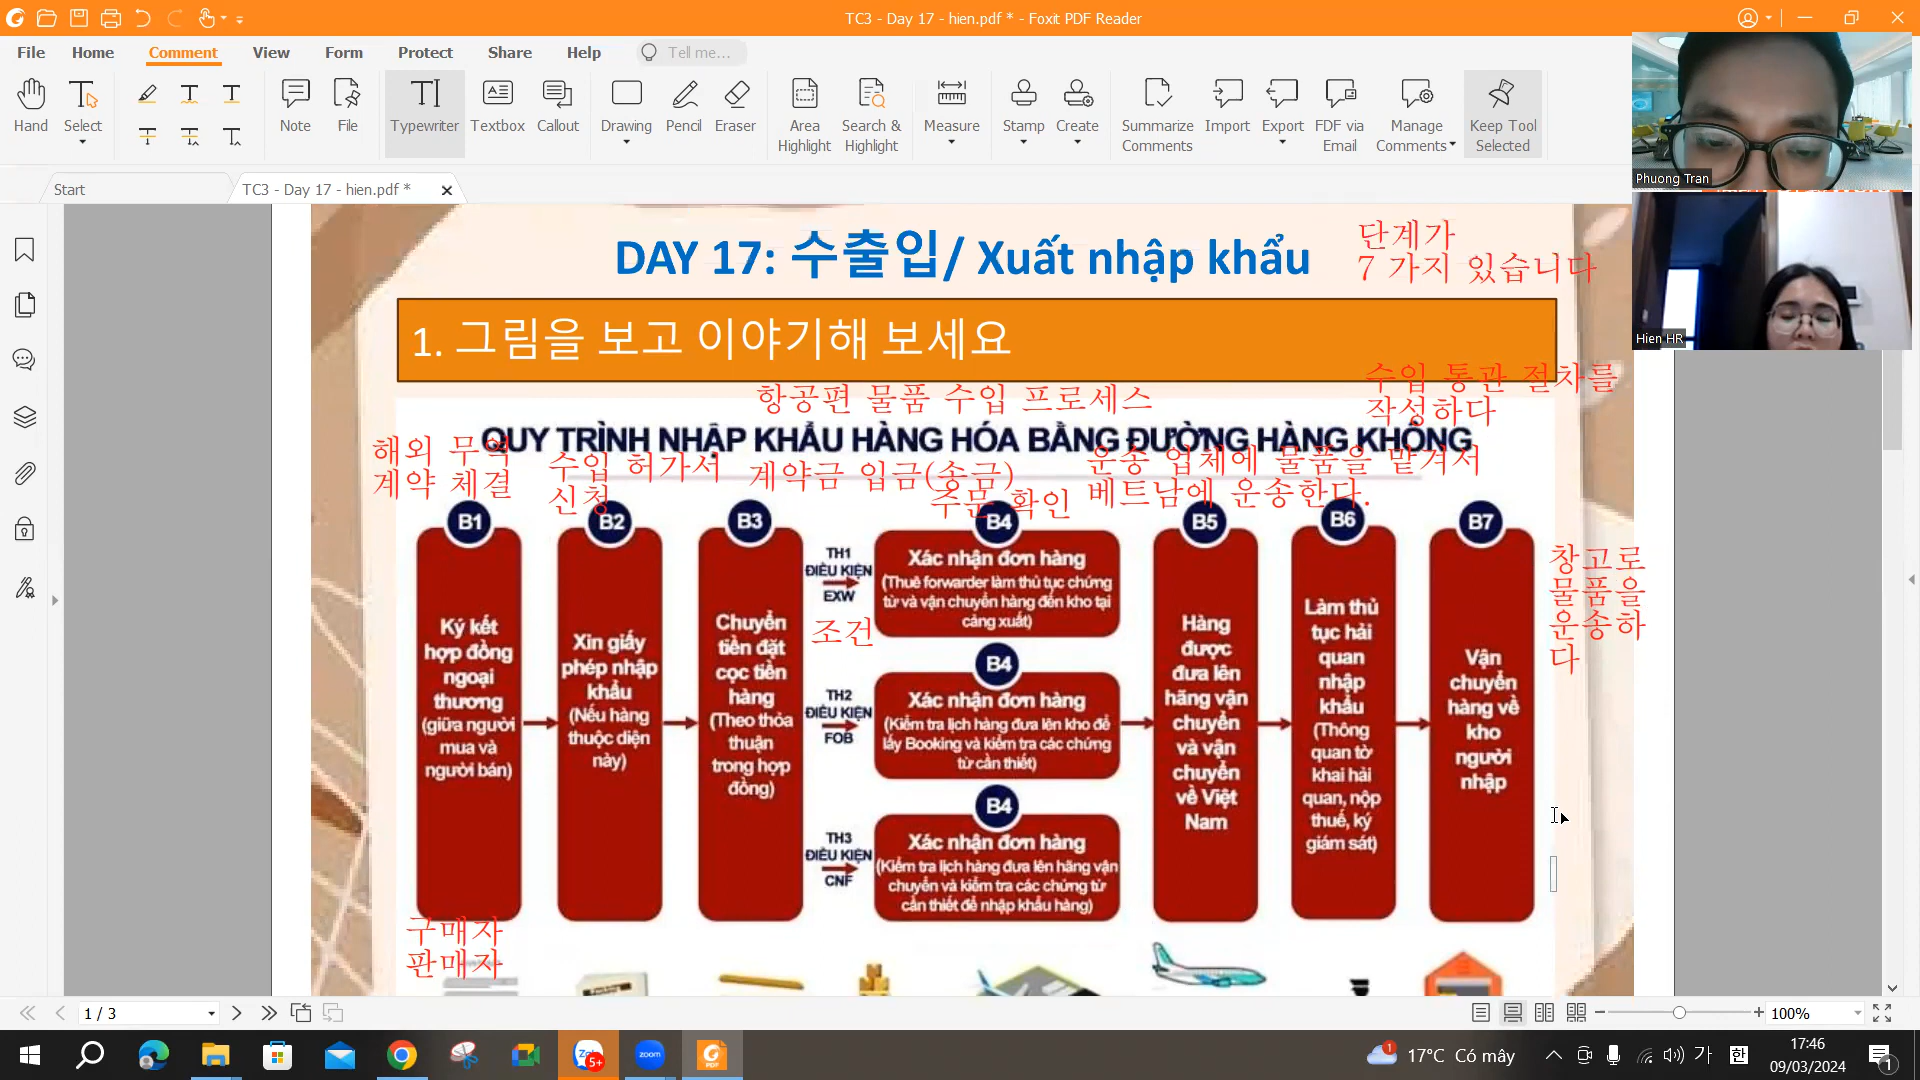 TC3 - Day 17 - hien.pdf * - Foxit PDF Reader
File Home Comment View Form Protect Share Help Tell me...
Hand Select Note File Typewriter Textbox Callout Drawing Pencil Eraser Area Highlight Search & Highlight Measure Stamp Create Summarize Comments Import Export FDF via Email Manage Comments Keep Tool Selected
Phuong Tran
Hien HR
Start TC3 - Day 17 - hien.pdf *
DAY 17: 수출입/ Xuất nhập khẩu
단계가
7 가지 있습니다
1. 그림을 보고 이야기해 보세요
수입 통관 절차를
작성하다
항공편 물품 수입 프로세스
QUY TRÌNH NHẬP KHẨU HÀNG HÓA BẰNG ĐƯỜNG HÀNG KHÔNG
해외 무역
계약 체결
수입 허가서
신청
계약금 입금(송금)
주문 확인
운송 업체에 물품을 맡겨서
베트남에 운송한다.
B1
Ký kết
hợp đồng
ngoại
thương
(giữa người
mua và
người bán)
구매자
판매자
B2
Xin giấy
phép nhập
khẩu
(Nếu hàng
thuộc diện
này)
B3
Chuyển
tiền đặt
cọc tiền
hàng
(Theo thỏa
thuận
trong hợp
đồng)
TH1
ĐIỀU KIỆN
EXW
조건
B4
Xác nhận đơn hàng
(Thuê forwarder làm thủ tục chứng
từ và vận chuyển hàng đến kho tại
cảng xuất)
TH2
ĐIỀU KIỆN
FOB
B4
Xác nhận đơn hàng
(Kiểm tra lịch hàng đưa lên kho để
lấy Booking và kiểm tra các chứng
từ cần thiết)
TH3
ĐIỀU KIỆN
CNF
B4
Xác nhận đơn hàng
(Kiểm tra lịch hàng đưa lên hãng vận
chuyển và kiểm tra các chứng từ
cần thiết để nhập khẩu hàng)
B5
Hàng
được
đưa lên
hãng vận
chuyển
và vận
chuyển
về Việt
Nam
B6
Làm thủ
tục hải
quan
nhập
khẩu
(Thông
quan tờ
khai hải
quan, nộp
thuế, ký
giám sát)
B7
Vận
chuyển
hàng về
kho
người
nhập
창고로
물품을
운송하
다
1 / 3
100%
Zalo 5+
zoom
PDF
1
17°C Có mây
가 한
17:46
09/03/2024
1